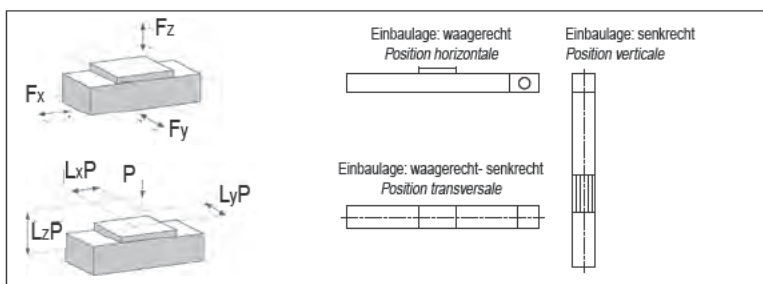 Fz
Fx
Fy
LxP
P
LyP
LzP
Einbaulage: waagerecht
Position horizontale
Einbaulage: senkrecht
Position verticale
Einbaulage: waagerecht- senkrecht
Position transversale